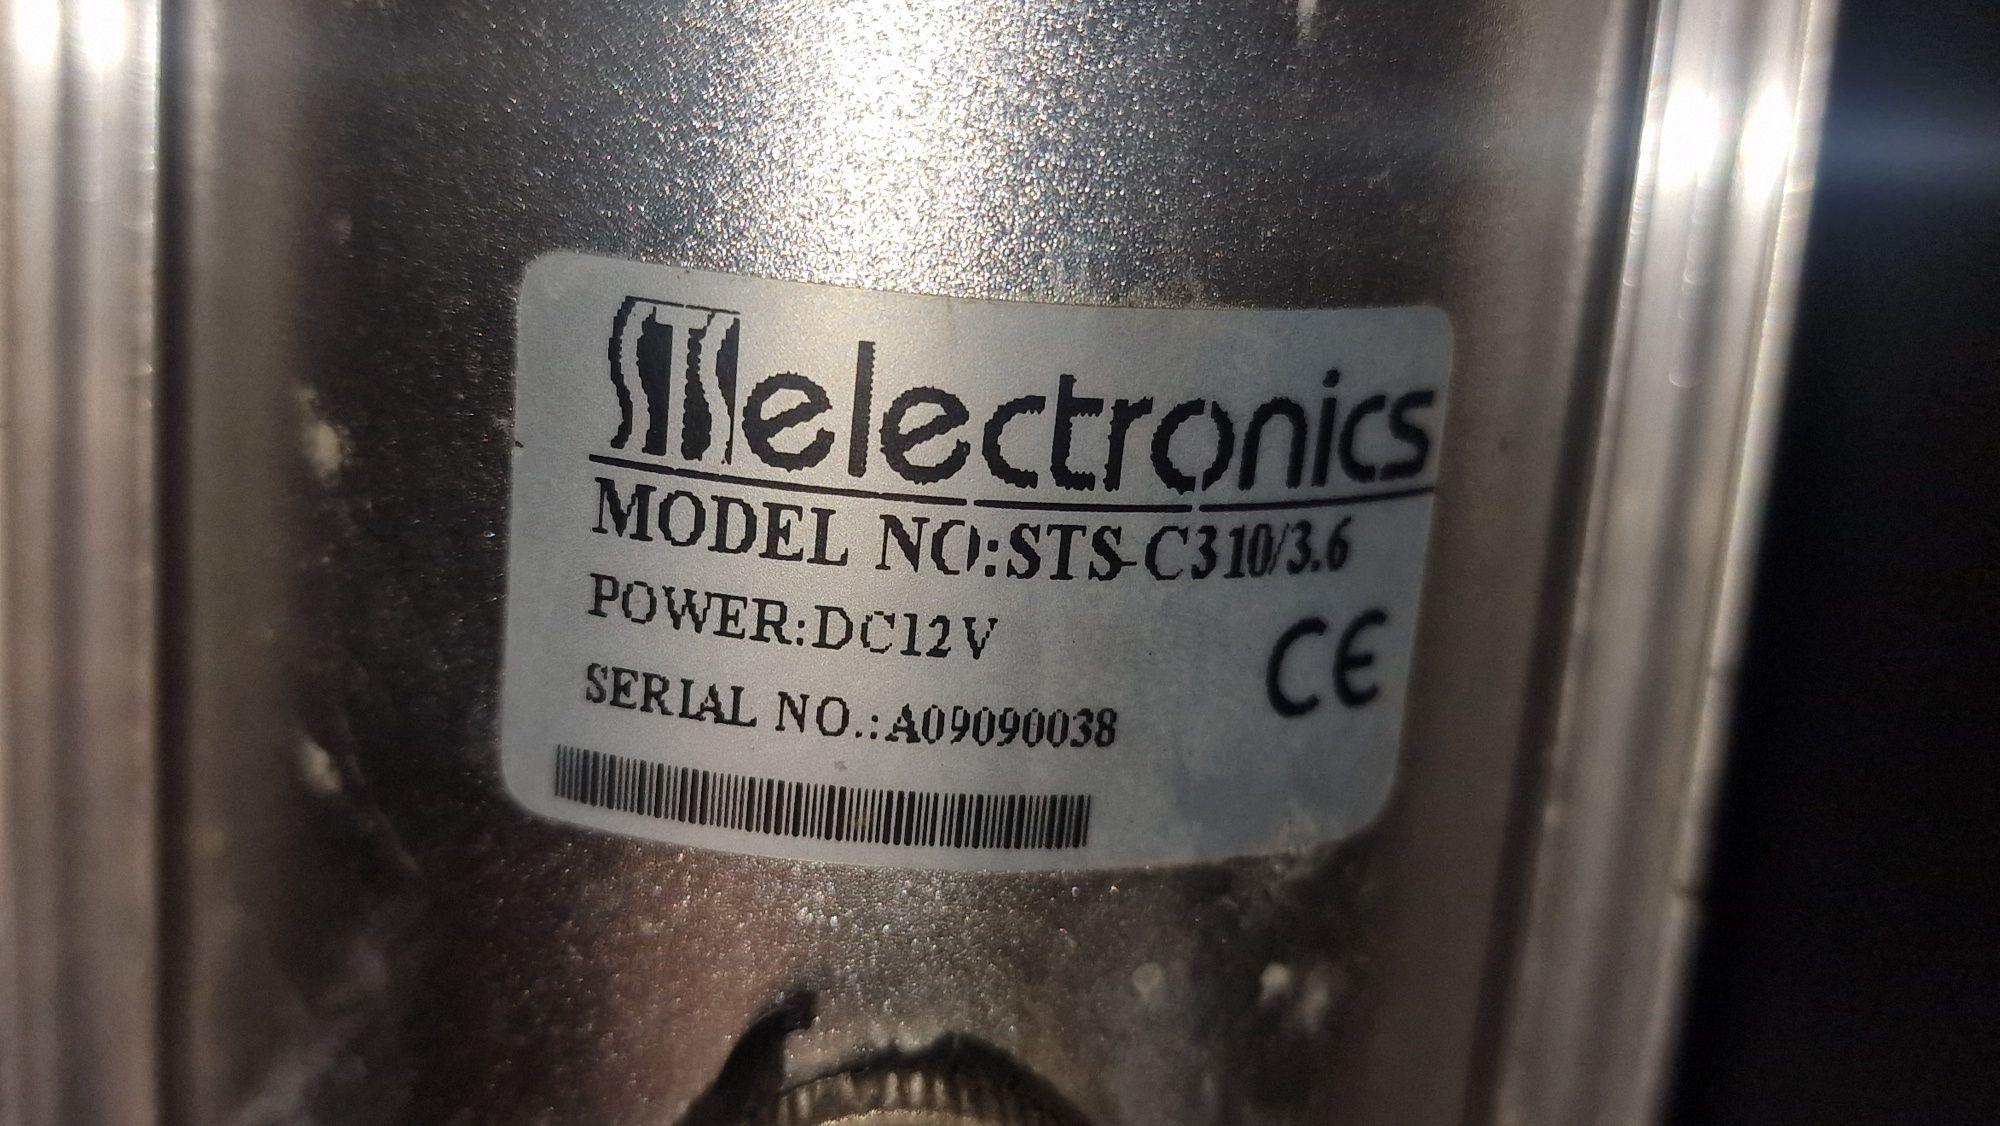 STS electronics
MODEL NO:STS-C310/3.6
POWER:DC12V
CE
SERIAL NO.:A09090038